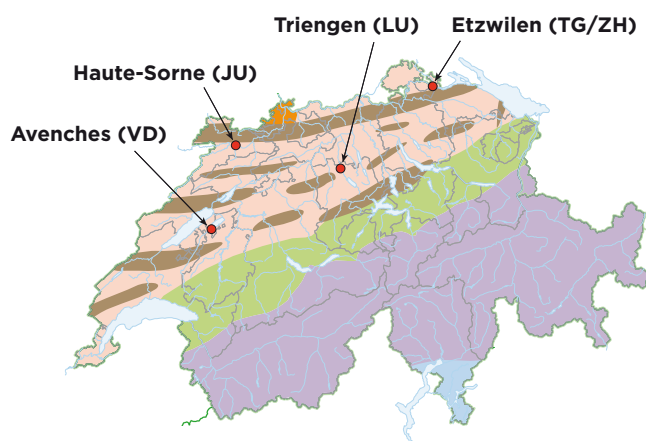 Triengen (LU)
Etzwilen (TG/ZH)
Haute-Sorne (JU)
Avenches (VD)